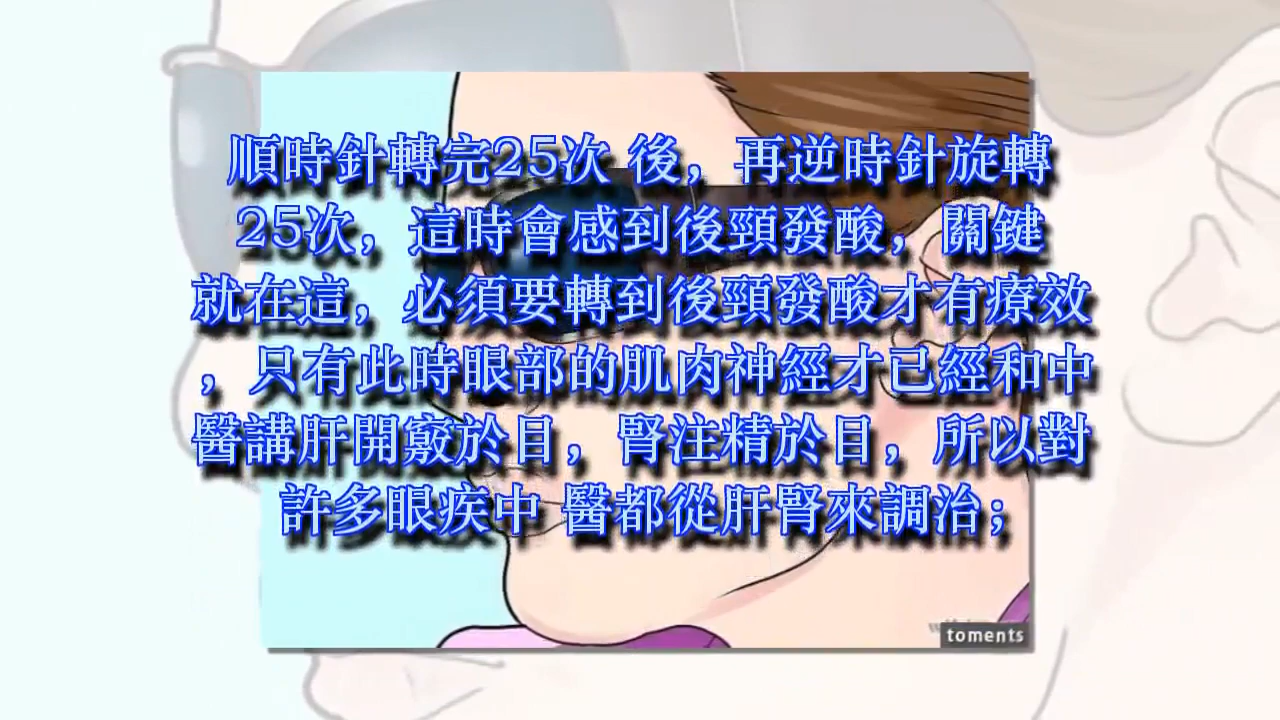 順時針轉完25次 後，再逆時針旋轉
25次，這時會感到後頸發酸，關鍵
就在這，必須要轉到後頸發酸才有療效
，只有此時眼部的肌肉神經才已經和中
醫講肝開竅於目，腎注精於目，所以對
許多眼疾中 醫都從肝腎來調治；
toments